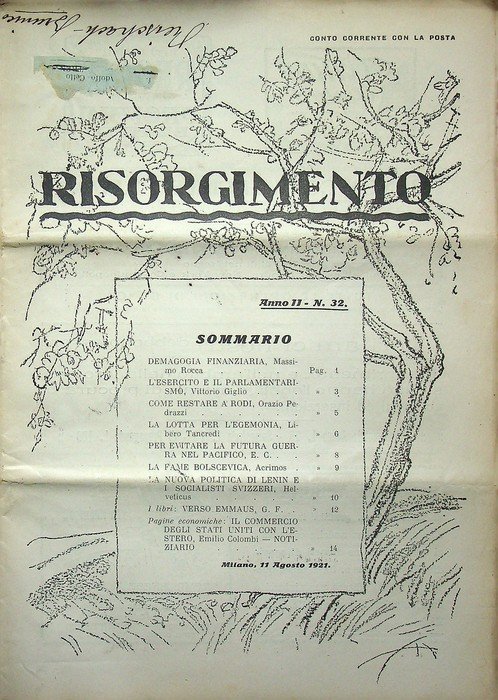 CONTO CORRENTE CON LA POSTA
RISORGIMENTO
Anno II - N. 32.
SOMMARIO
DEMAGOGIA FINANZIARIA, Massi-
mo Rocca . . . . . Pag. 1
L'ESERCITO E IL PARLAMENTARI-
SMO, Vittorio Giglio . . . » 3
COME RESTARE A RODI, Orazio Pe-
drazzi . . . . . . » 5
LA LOTTA PER L'EGEMONIA, Li-
bero Tancredi . . . . . » 6
PER EVITARE LA FUTURA GUER-
RA NEL PACIFICO, E. C. . . » 8
LA FAME BOLSCEVICA, Acrimos . » 9
LA NUOVA POLITICA DI LENIN E
I SOCIALISTI SVIZZERI, Hel-
veticus . . . . . . » 10
I libri: VERSO EMMAUS, G. F. . » 12
Pagine economiche: IL COMMERCIO
DEGLI STATI UNITI CON L'E-
STERO, Emilio Colombi — NOTI-
ZIARIO . . . . . . » 14
Milano, 11 Agosto 1921.